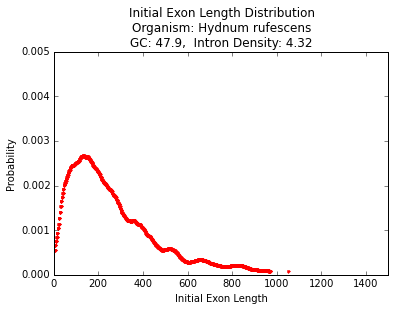 Initial Exon Length Distribution
Organism: Hydnum rufescens
GC: 47.9,  Intron Density: 4.32
0.005
0.004
0.003
0.002
0.001
0.000
Probability
0
200
400
600
800
1000
1200
1400
Initial Exon Length